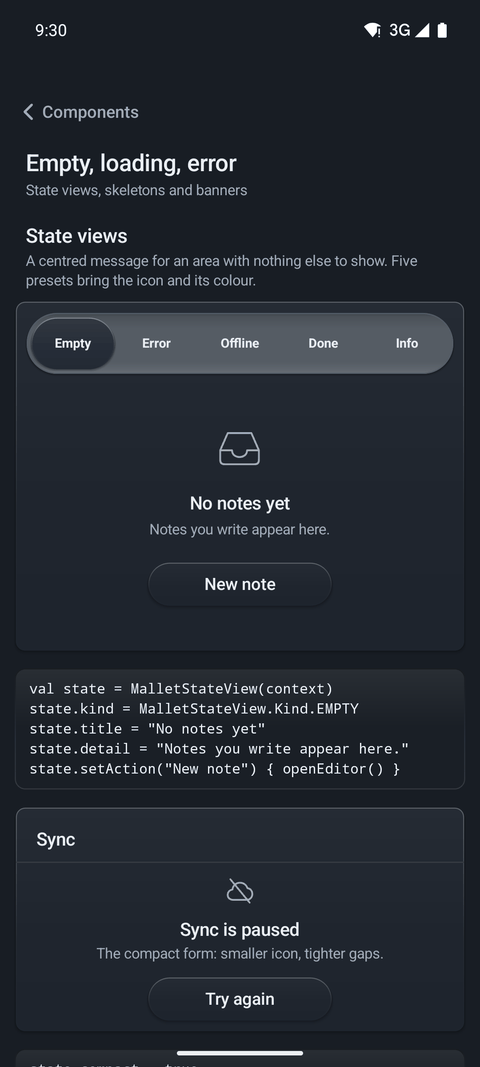 9:30
3G
Components
Empty, loading, error
State views, skeletons and banners
State views
A centred message for an area with nothing else to show. Five
presets bring the icon and its colour.
Empty
Error
Offline
Done
Info
No notes yet
Notes you write appear here.
New note
val state = MalletStateView(context)
state.kind = MalletStateView.Kind.EMPTY
state.title = "No notes yet"
state.detail = "Notes you write appear here."
state.setAction("New note") { openEditor() }
Sync
Sync is paused
The compact form: smaller icon, tighter gaps.
Try again